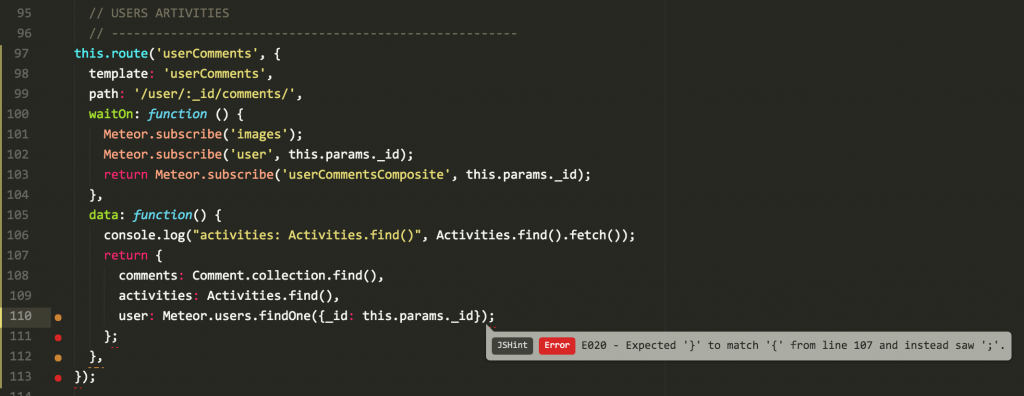 95 // USERS ARTIVITIES
96 // -------------------------------------------------------
97 this.route('userComments', {
98 template: 'userComments',
99 path: '/user/:_id/comments/',
100 waitOn: function () {
101 Meteor.subscribe('images');
102 Meteor.subscribe('user', this.params._id);
103 return Meteor.subscribe('userCommentsComposite', this.params._id);
104 },
105 data: function() {
106 console.log("activities: Activities.find()", Activities.find().fetch());
107 return {
108 comments: Comment.collection.find(),
109 activities: Activities.find(),
110 user: Meteor.users.findOne({_id: this.params._id});
111 };
JSHint Error E020 - Expected '}' to match '{' from line 107 and instead saw ';'.
112 },
113 });
114